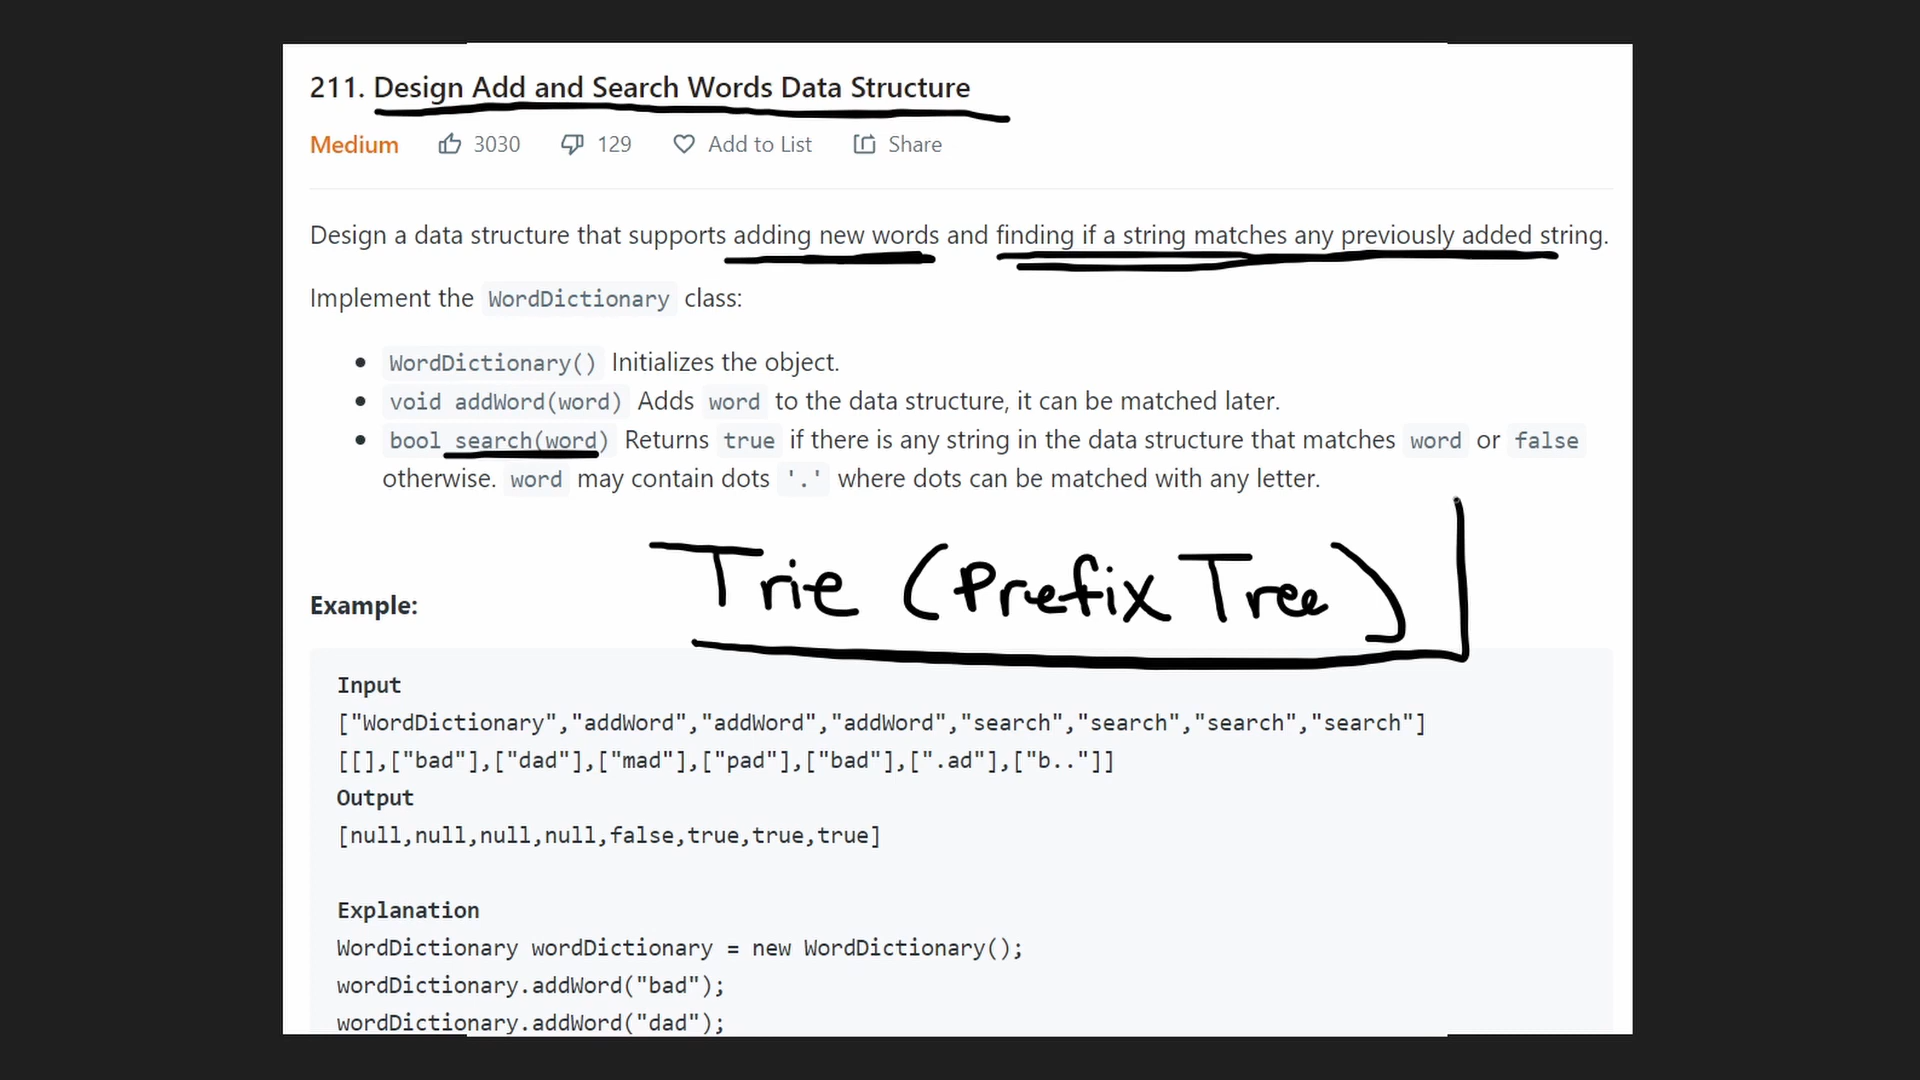 211. Design Add and Search Words Data Structure
Medium 3030 129 Add to List Share
Design a data structure that supports adding new words and finding if a string matches any previously added string.
Implement the WordDictionary class:
• WordDictionary() Initializes the object.
• void addWord(word) Adds word to the data structure, it can be matched later.
• bool search(word) Returns true if there is any string in the data structure that matches word or false
otherwise. word may contain dots '.' where dots can be matched with any letter.
Trie (Prefix Tree)
Example:
Input
["WordDictionary","addWord","addWord","addWord","search","search","search","search"]
[[],["bad"],["dad"],["mad"],["pad"],["bad"],[".ad"],["b.."]]
Output
[null,null,null,null,false,true,true,true]
Explanation
WordDictionary wordDictionary = new WordDictionary();
wordDictionary.addWord("bad");
wordDictionary.addWord("dad");